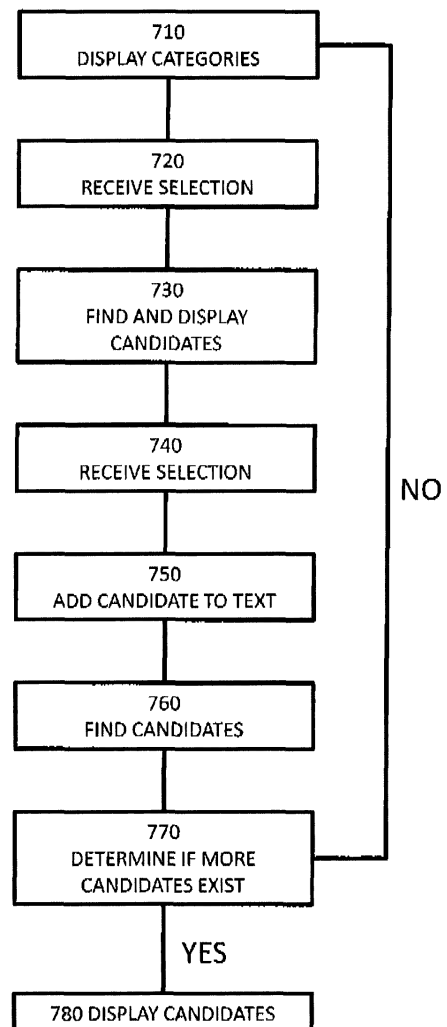 710
DISPLAY CATEGORIES
720
RECEIVE SELECTION
730
FIND AND DISPLAY
CANDIDATES
740
RECEIVE SELECTION
NO
750
ADD CANDIDATE TO TEXT
760
FIND CANDIDATES
770
DETERMINE IF MORE
CANDIDATES EXIST
YES
780 DISPLAY CANDIDATES